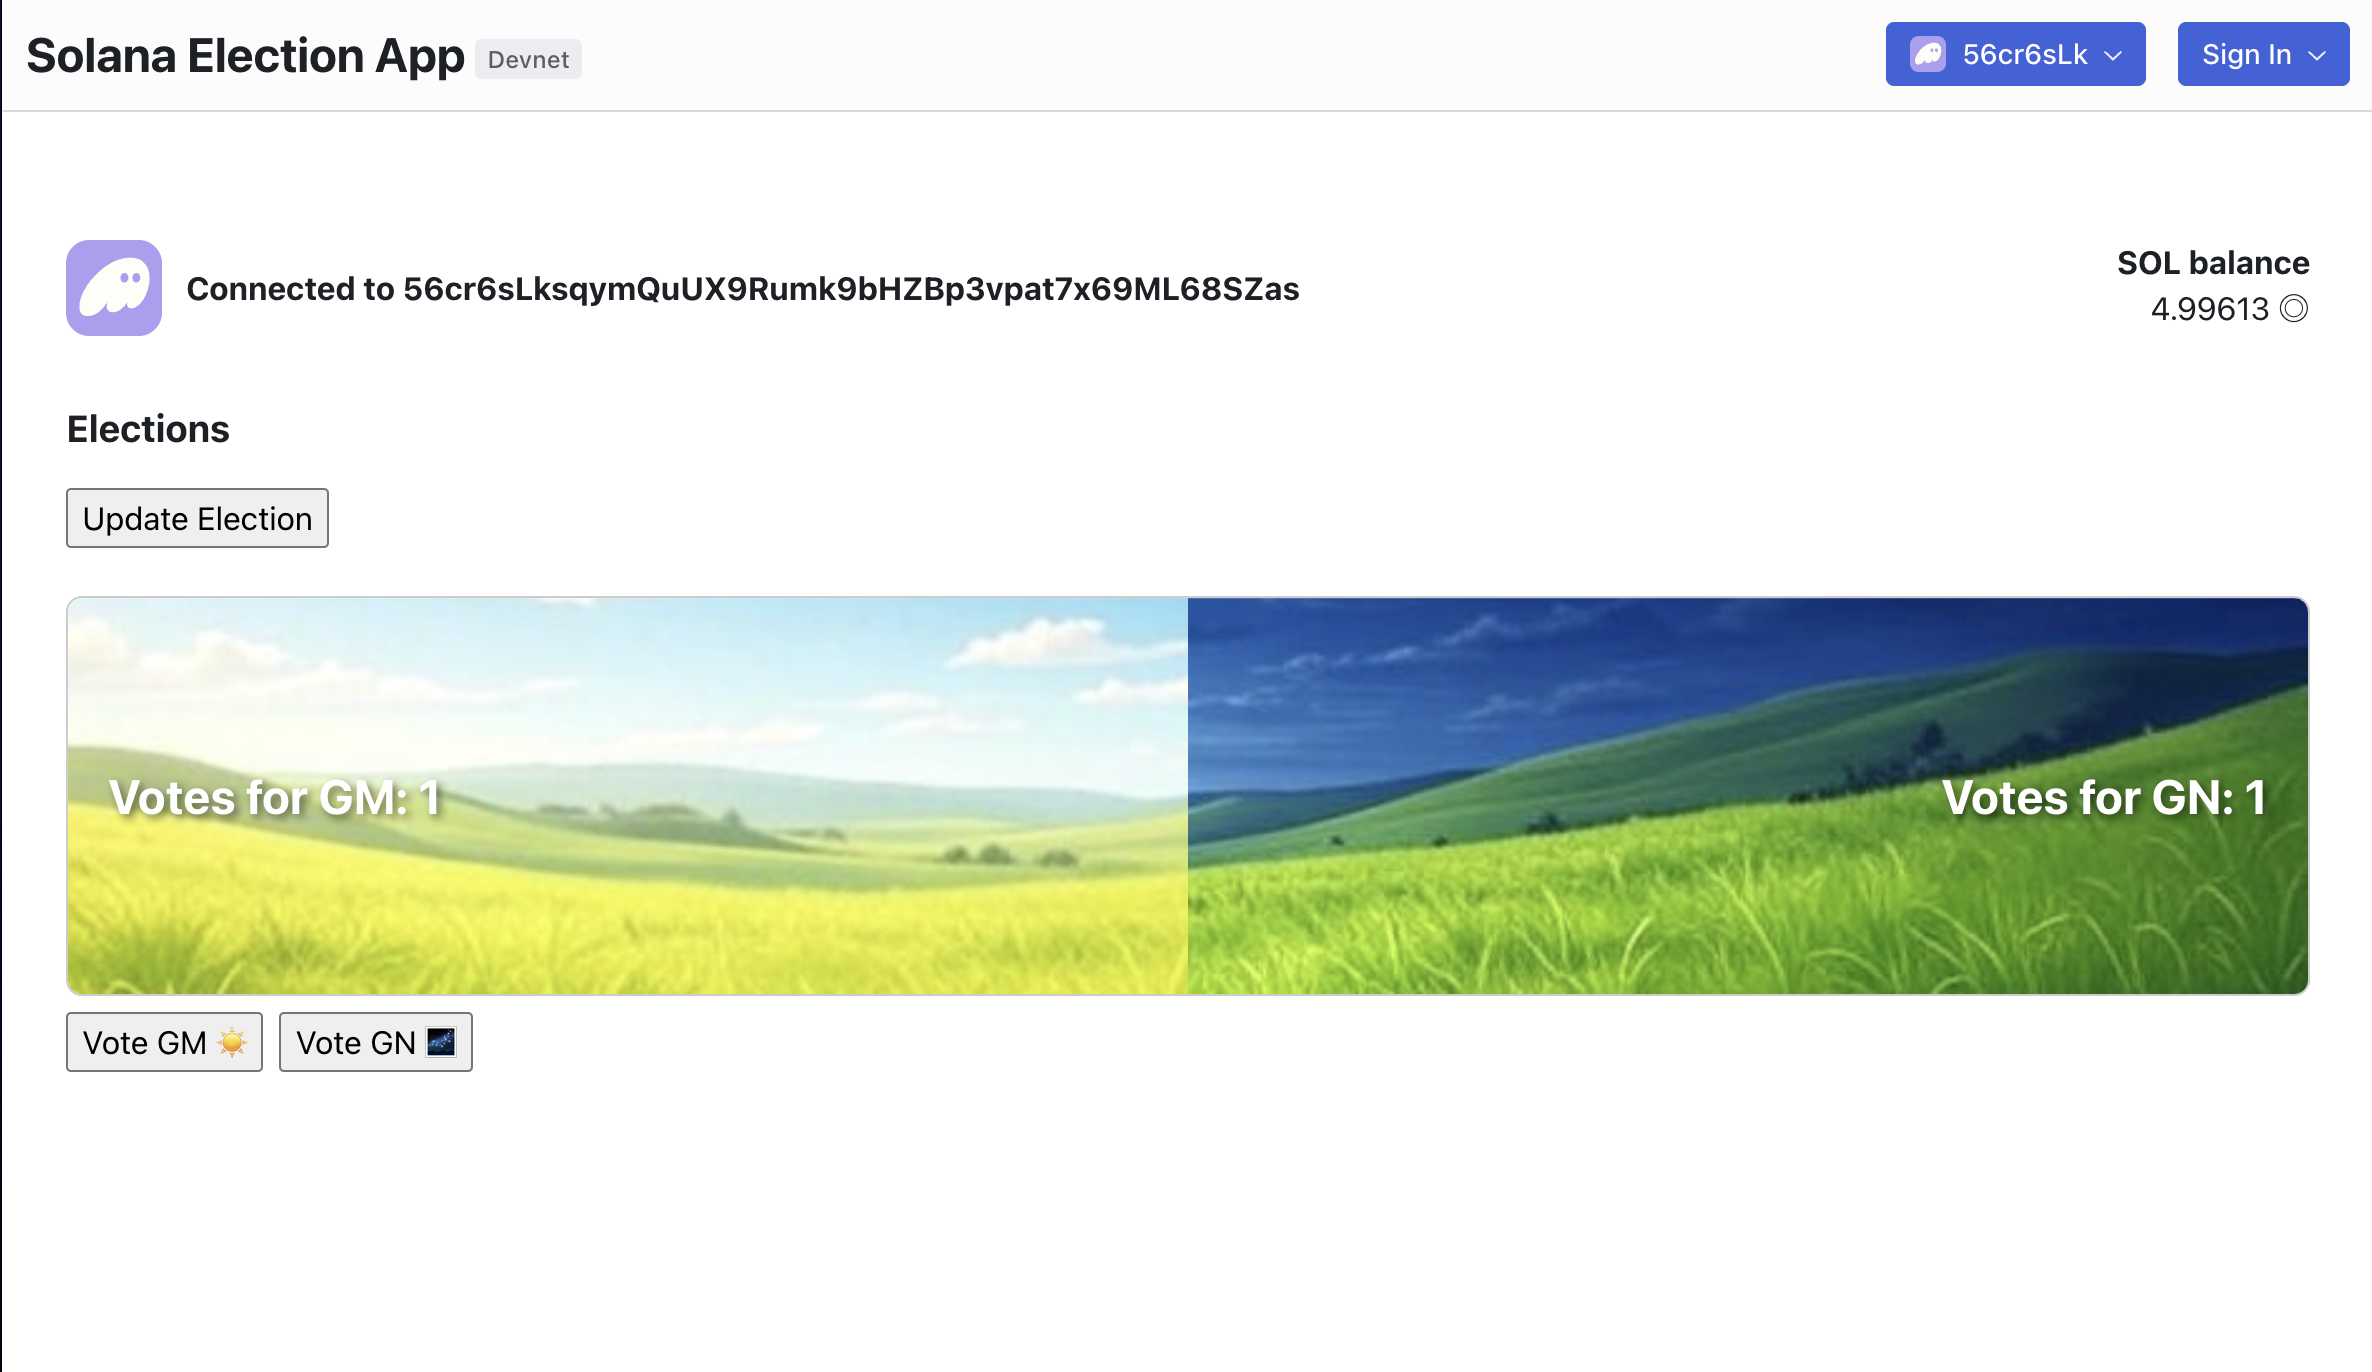 Solana Election App Devnet
56cr6sLk
Sign In
Connected to 56cr6sLksqymQuUX9Rumk9bHZBp3vpat7x69ML68SZas
SOL balance
4.99613 ◎
Elections
Update Election
Votes for GM: 1
Votes for GN: 1
Vote GM ☀️
Vote GN 🌌